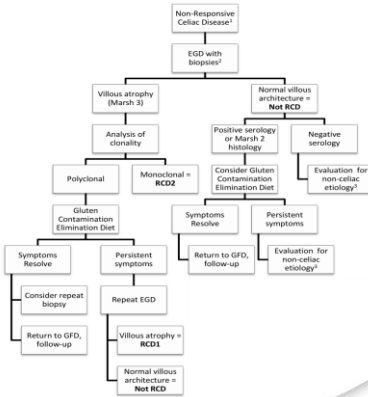 Non-Responsive
Celiac Disease¹
EGD with
biopsies²
Villous atrophy
(Marsh 3)
Normal villous
architecture =
Not RCD
Analysis of
clonality
Positive serology
or Marsh 2
histology
Negative
serology
Polyclonal
Monoclonal =
RCD2
Consider Gluten
Contamination
Elimination Diet
Evaluation for
non-celiac
etiology³
Gluten
Contamination
Elimination Diet
Symptoms
Resolve
Persistent
symptoms
Symptoms
Resolve
Persistent
symptoms
Return to GFD,
follow-up
Evaluation for
non-celiac
etiology³
Consider repeat
biopsy
Repeat EGD
Return to GFD,
follow-up
Villous atrophy =
RCD1
Normal villous
architecture =
Not RCD